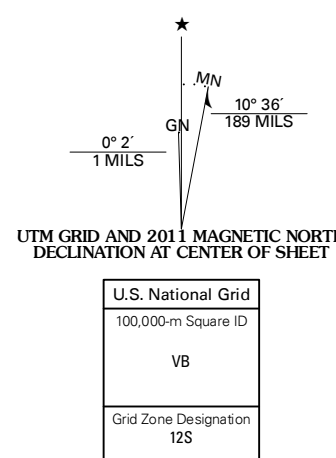 ★
MN
GN
10° 36´
189 MILS
0° 2´
1 MILS
UTM GRID AND 2011 MAGNETIC NORT
DECLINATION AT CENTER OF SHEET
U.S. National Grid
100,000-m Square ID
VB
Grid Zone Designation
12S